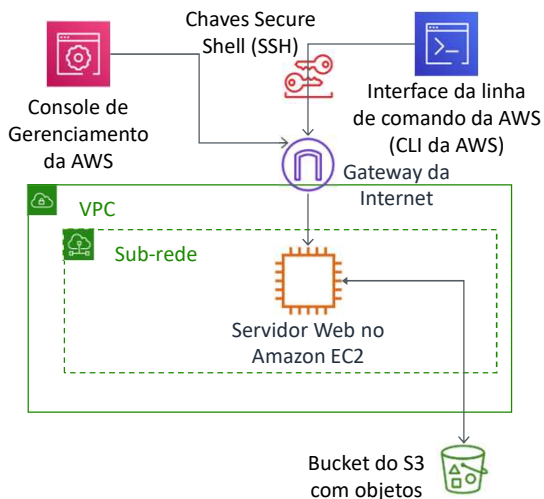 Chaves Secure
Shell (SSH)
Console de
Gerenciamento
da AWS
Interface da linha
de comando da AWS
(CLI da AWS)
Gateway da
Internet
VPC
Sub-rede
Servidor Web no
Amazon EC2
Bucket do S3
com objetos